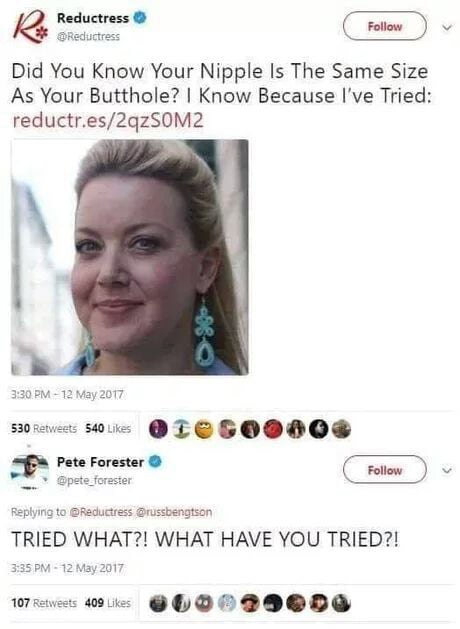 Reductress
@Reductress
Follow
Did You Know Your Nipple Is The Same Size
As Your Butthole? I Know Because I've Tried:
reductr.es/2qzS0M2
3:30 PM - 12 May 2017
530 Retweets 540 Likes
Pete Forester
@pete_forester
Follow
Replying to @Reductress @russbengtson
TRIED WHAT?! WHAT HAVE YOU TRIED?!
3:35 PM - 12 May 2017
107 Retweets 409 Likes